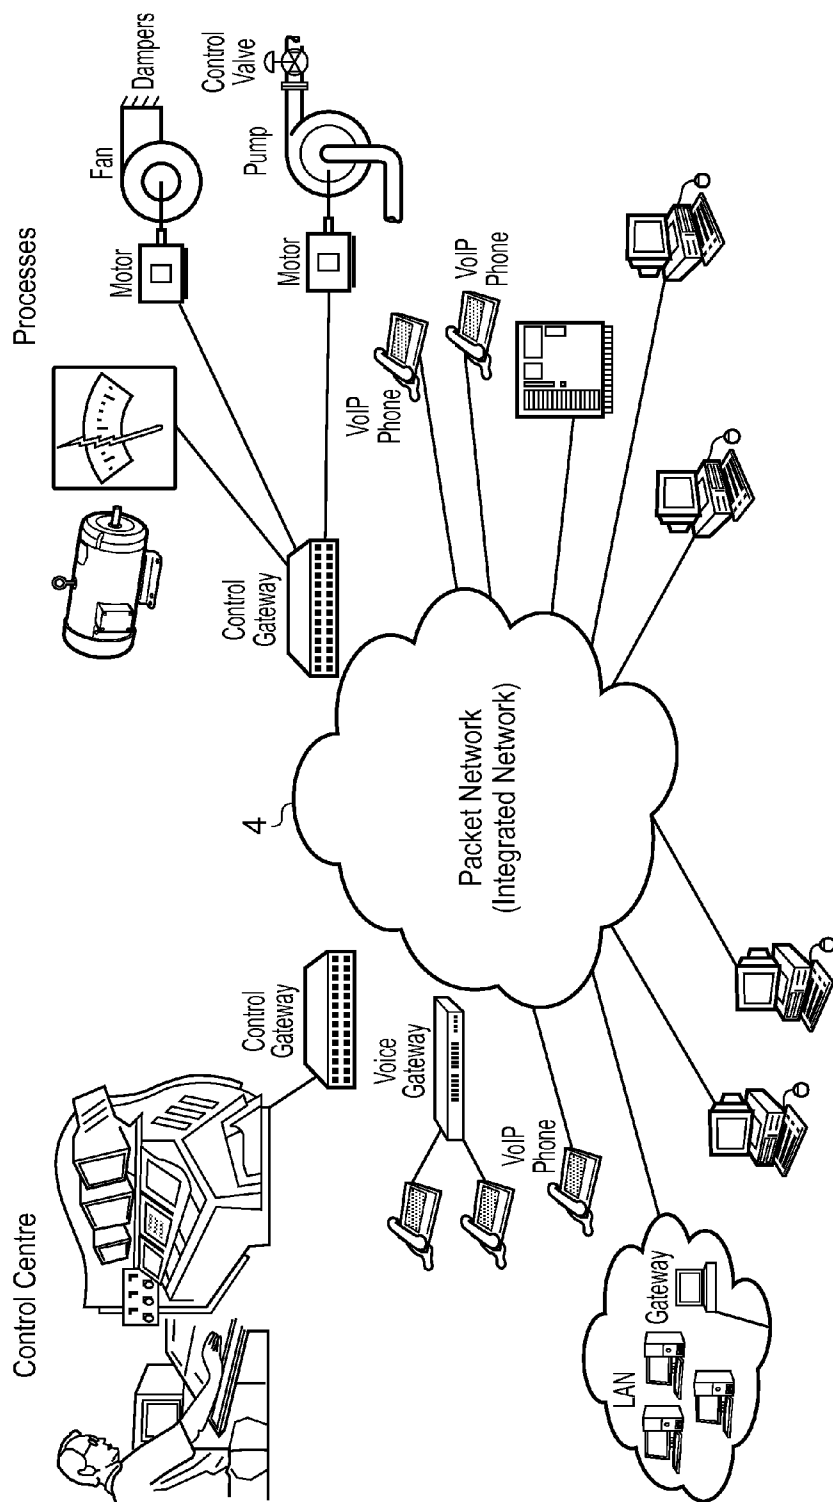 Control Centre
Processes
Control
Gateway
Voice
Gateway
VoIP
Phone
LAN
Gateway
4
Packet Network
(Integrated Network)
Control
Gateway
Motor
Fan
Dampers
Motor
Pump
Control
Valve
VoIP
Phone
VoIP
Phone